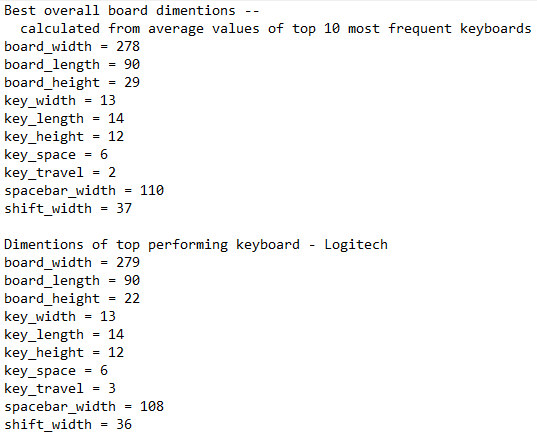 Best overall board dimentions --
  calculated from average values of top 10 most frequent keyboards
board_width = 278
board_length = 90
board_height = 29
key_width = 13
key_length = 14
key_height = 12
key_space = 6
key_travel = 2
spacebar_width = 110
shift_width = 37

Dimentions of top performing keyboard - Logitech
board_width = 279
board_length = 90
board_height = 22
key_width = 13
key_length = 14
key_height = 12
key_space = 6
key_travel = 3
spacebar_width = 108
shift_width = 36